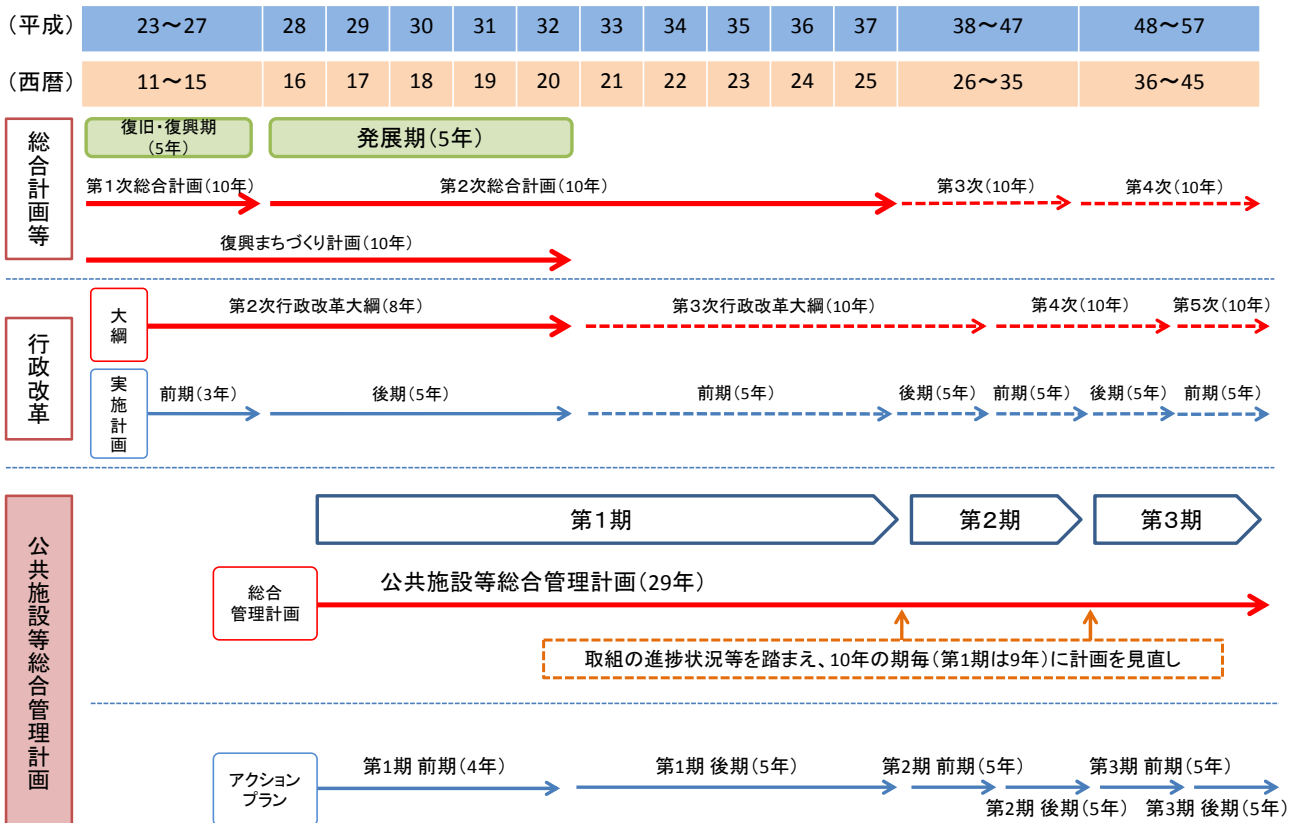 (平成) 23～27 28 29 30 31 32 33 34 35 36 37 38～47 48～57
(西暦) 11～15 16 17 18 19 20 21 22 23 24 25 26～35 36～45
総合計画等
復旧・復興期
(5年)
発展期(5年)
第1次総合計画(10年) 第2次総合計画(10年) 第3次(10年) 第4次(10年)
復興まちづくり計画(10年)
行政改革
大綱
第2次行政改革大綱(8年) 第3次行政改革大綱(10年) 第4次(10年) 第5次(10年)
実施計画
前期(3年) 後期(5年) 前期(5年) 後期(5年) 前期(5年) 後期(5年) 前期(5年)
公共施設等総合管理計画
第1期 第2期 第3期
総合
管理計画
公共施設等総合管理計画(29年)
取組の進捗状況等を踏まえ、10年の期毎(第1期は9年)に計画を見直し
アクション
プラン
第1期 前期(4年) 第1期 後期(5年) 第2期 前期(5年) 第3期 前期(5年)
第2期 後期(5年) 第3期 後期(5年)